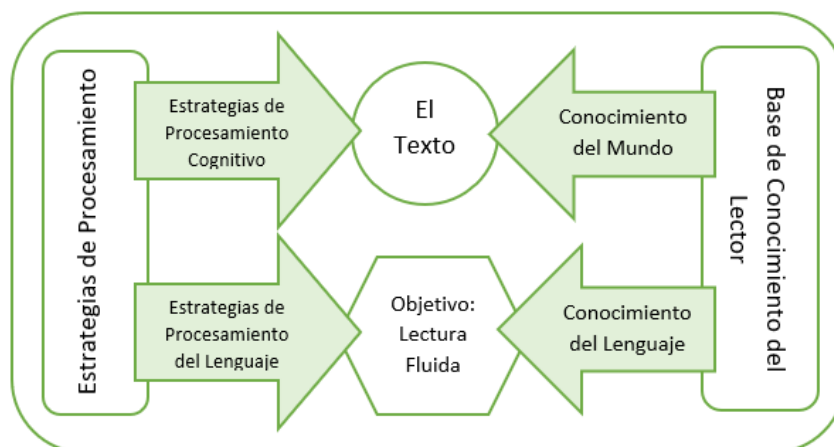 Estrategias de Procesamiento
Estrategias de
Procesamiento
Cognitivo
El
Texto
Conocimiento
del Mundo
Base de Conocimiento del
Lector
Estrategias de
Procesamiento
del Lenguaje
Objetivo:
Lectura
Fluida
Conocimiento
del Lenguaje